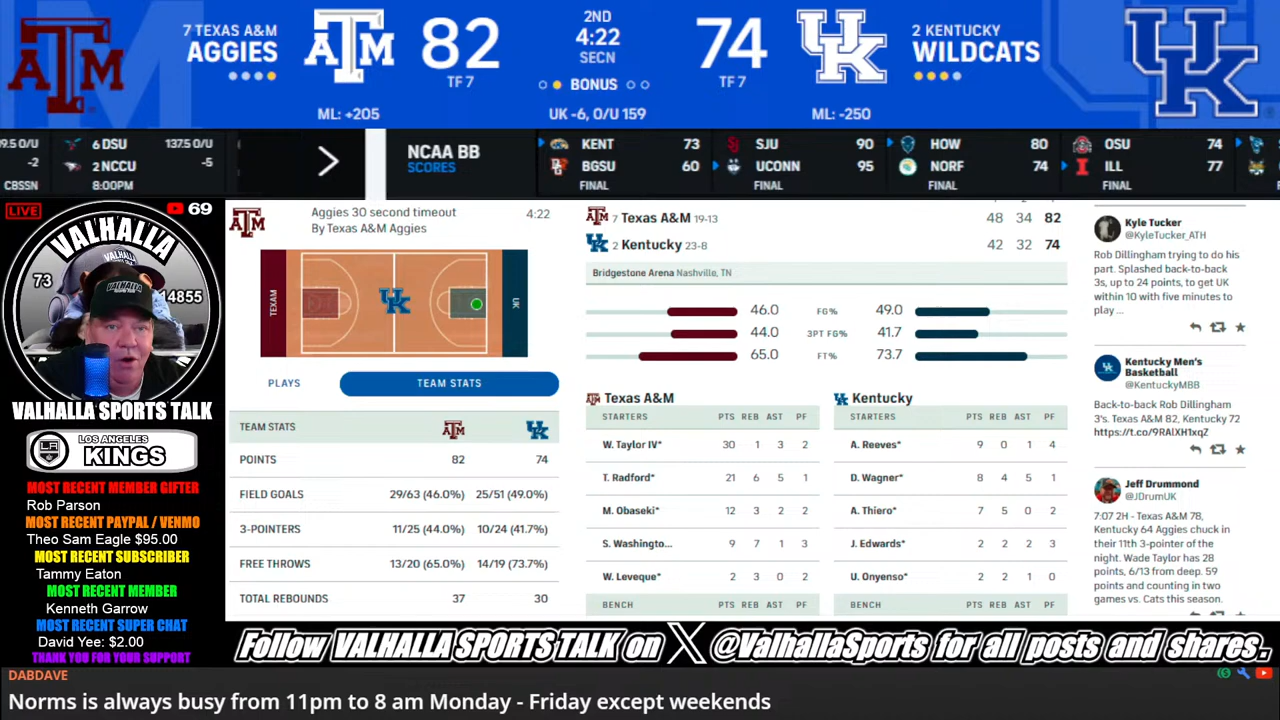 7 TEXAS A&M
AGGIES
82
TF 7
ML: +205
2ND
4:22
SECN
BONUS
UK -6, O/U 159
74
TF 7
ML: -250
2 KENTUCKY
WILDCATS
9.5 O/U
-2
CBSSN
6 DSU 137.5 O/U
2 NCCU -5
8:00PM
NCAA BB
SCORES
KENT 73
BGSU 60
FINAL
SJU 90
UCONN 95
FINAL
HOW 80
NORF 74
FINAL
OSU 74
ILL 77
FINAL
LIVE
69
VALHALLA
73
14855
VALHALLA SPORTS TALK
LOS ANGELES
KINGS
MOST RECENT MEMBER GIFTER
Rob Parson
MOST RECENT PAYPAL / VENMO
Theo Sam Eagle $95.00
MOST RECENT SUBSCRIBER
Tammy Eaton
MOST RECENT MEMBER
Kenneth Garrow
MOST RECENT SUPER CHAT
David Yee: $2.00
THANK YOU FOR YOUR SUPPORT
Aggies 30 second timeout 4:22
By Texas A&M Aggies
TEXAM
UK
PLAYS TEAM STATS
TEAM STATS
POINTS 82 74
FIELD GOALS 29/63 (46.0%) 25/51 (49.0%)
3-POINTERS 11/25 (44.0%) 10/24 (41.7%)
FREE THROWS 13/20 (65.0%) 14/19 (73.7%)
TOTAL REBOUNDS 37 30
7 Texas A&M 19-13 48 34 82
2 Kentucky 23-8 42 32 74
Bridgestone Arena Nashville, TN
46.0 FG% 49.0
44.0 3PT FG% 41.7
65.0 FT% 73.7
Texas A&M
STARTERS PTS REB AST PF
W. Taylor IV* 30 1 3 2
T. Radford* 21 6 5 1
M. Obaseki* 12 3 2 2
S. Washingto... 9 7 1 3
W. Leveque* 2 3 0 2
BENCH PTS REB AST PF
Kentucky
STARTERS PTS REB AST PF
A. Reeves* 9 0 1 4
D. Wagner* 8 4 5 1
A. Thiero* 7 5 0 2
J. Edwards* 2 2 2 3
U. Onyenso* 2 2 1 0
BENCH PTS REB AST PF
Kyle Tucker
@KyleTucker_ATH
Rob Dillingham trying to do his
part. Splashed back-to-back
3s, up to 24 points, to get UK
within 10 with five minutes to
play ...
Kentucky Men's
Basketball
@KentuckyMBB
Back-to-back Rob Dillingham
3's. Texas A&M 82, Kentucky 72
https://t.co/9RAlXH1xqZ
Jeff Drummond
@JDrumUK
7:07 2H - Texas A&M 78,
Kentucky 64 Aggies chuck in
their 11th 3-pointer of the
night. Wade Taylor has 28
points, 6/13 from deep. 59
points and counting in two
games vs. Cats this season.
Follow VALHALLA SPORTS TALK on X @ValhallaSports for all posts and shares.
DABDAVE
Norms is always busy from 11pm to 8 am Monday - Friday except weekends